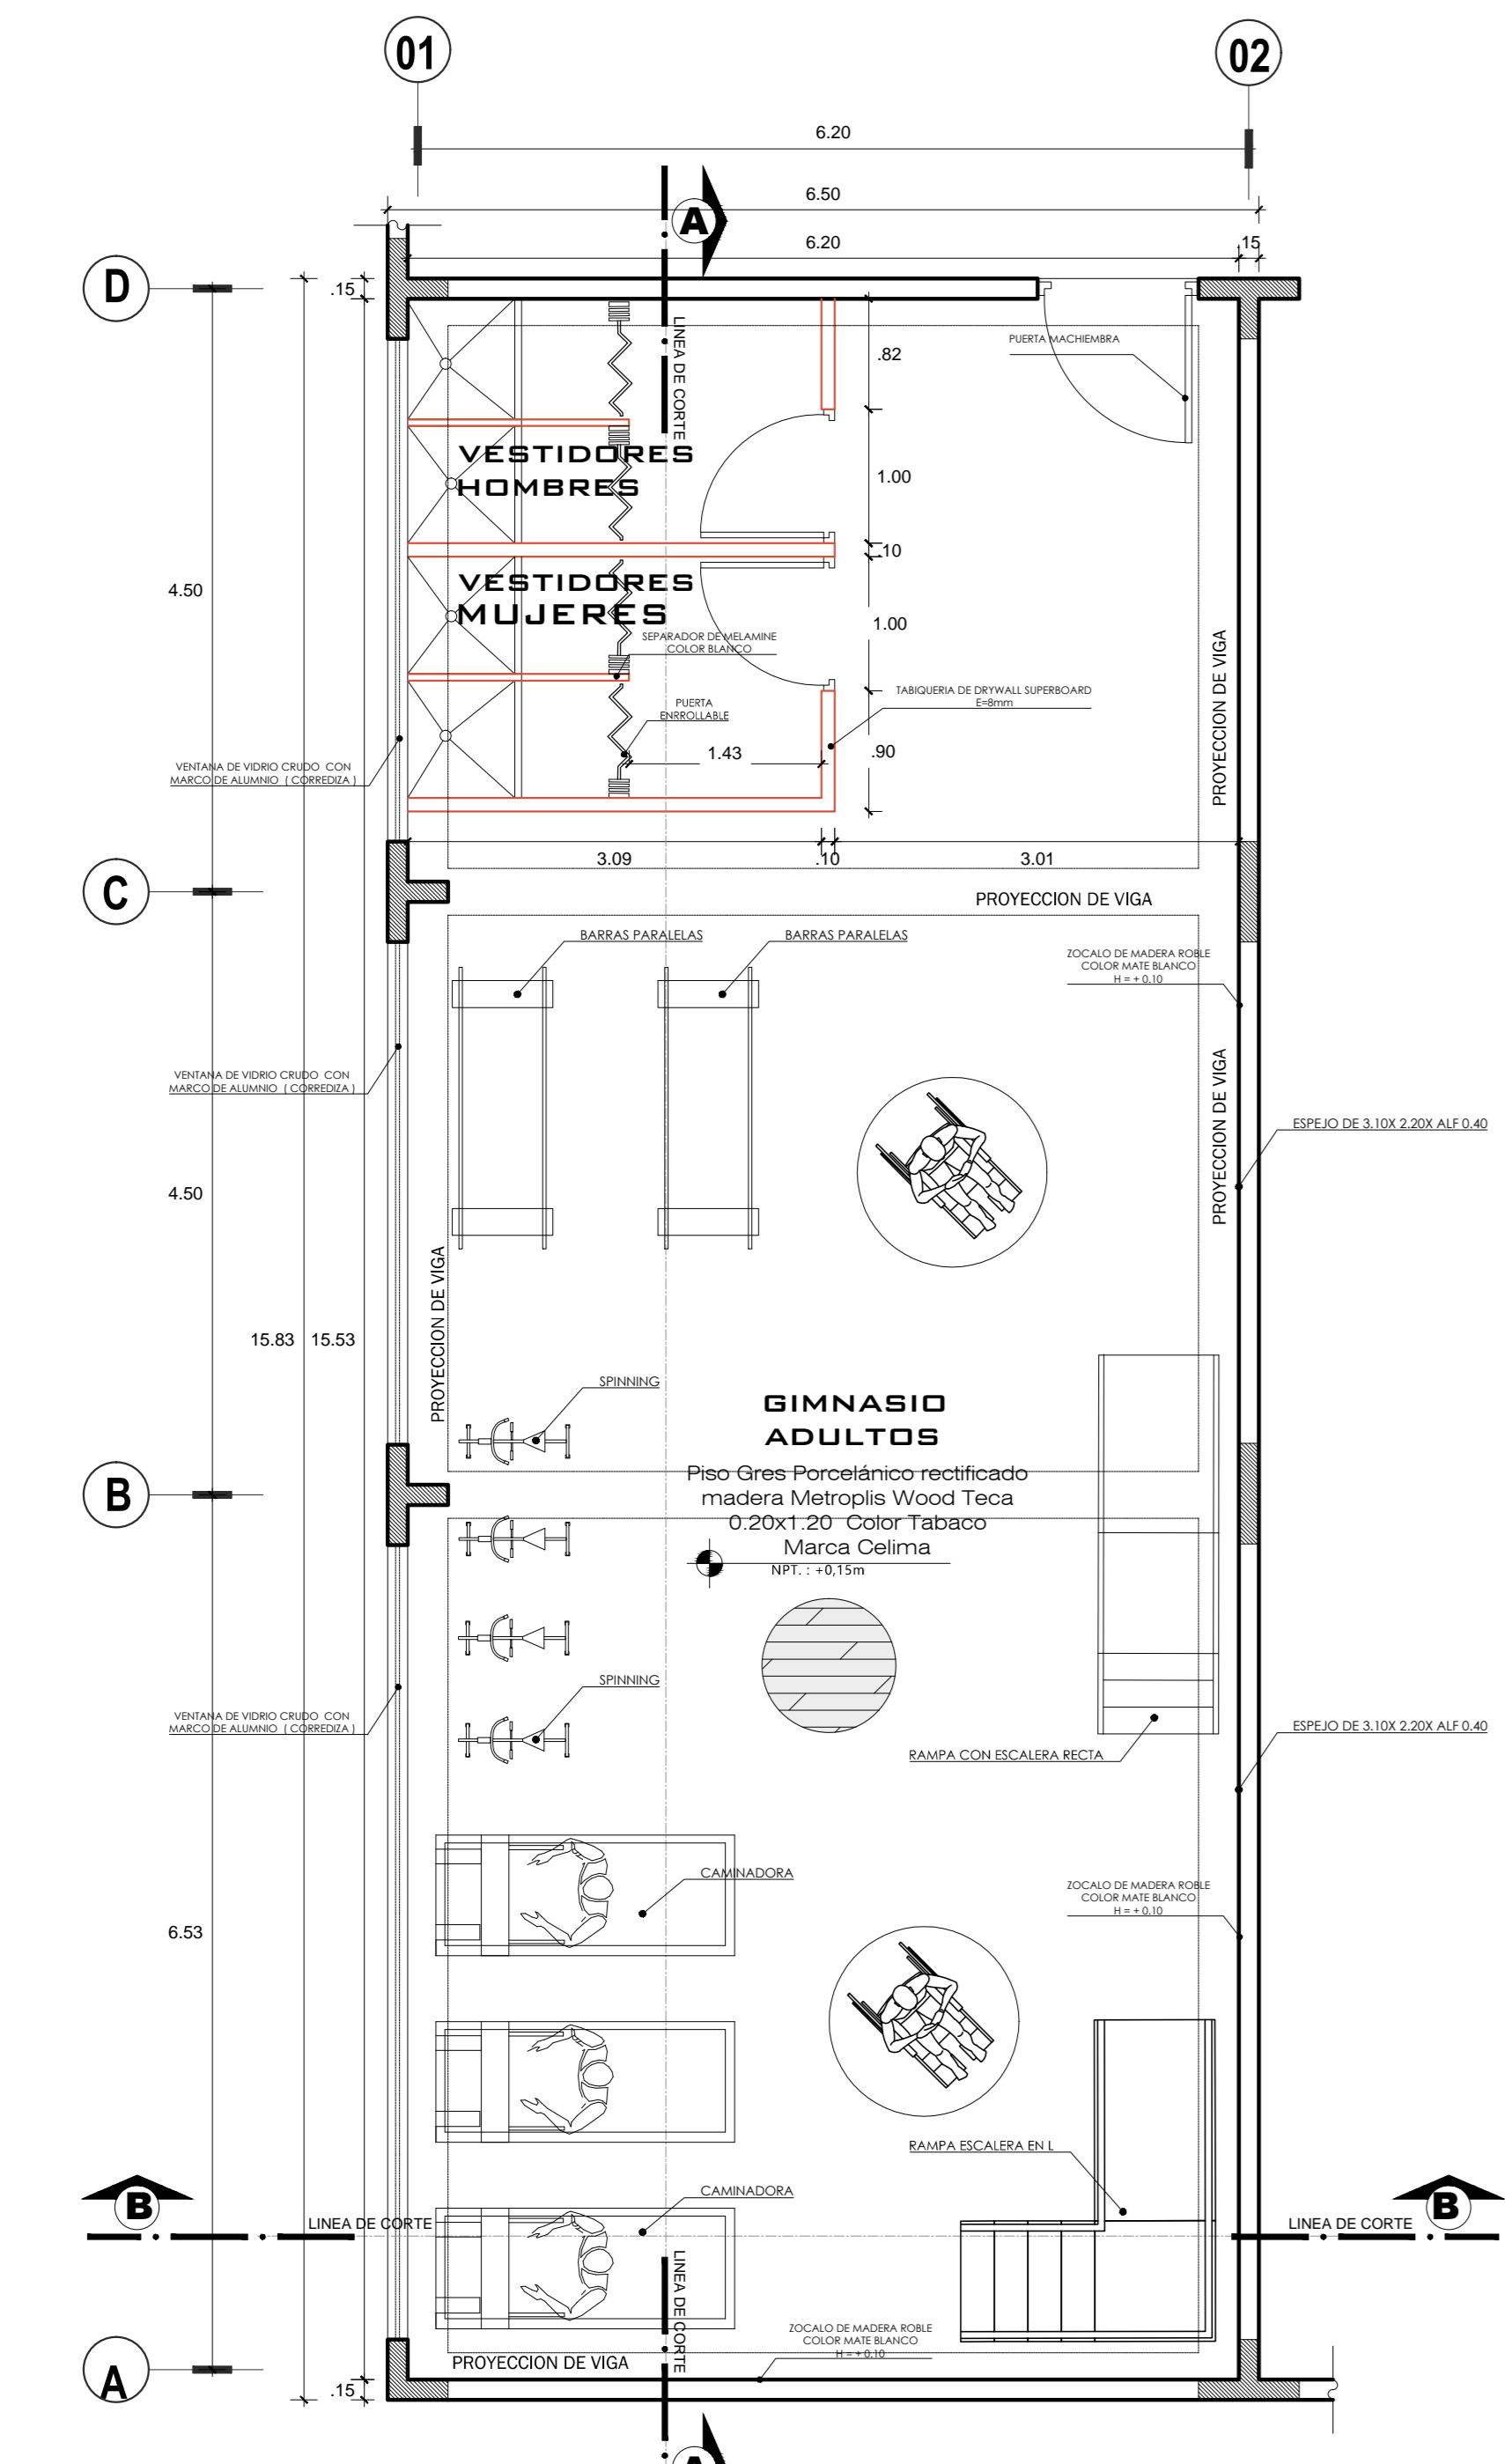 01
02
6.20
6.50
A
6.20
.15
D
.15
LINEA DE CORTE
.82
PUERTA MACHIEMBRA
VESTIDORES
HOMBRES
1.00
.10
VESTIDORES
MUJERES
4.50
1.00
SEPARADOR DE MELAMINE
COLOR BLANCO
PROYECCION DE VIGA
TABIQUERIA DE DRYWALL SUPERBOARD
E=8mm
PUERTA
ENRROLLABLE
1.43
.90
VENTANA DE VIDRIO CRUDO CON
MARCO DE ALUMNIO ( CORREDIZA )
3.09
.10
3.01
C
PROYECCION DE VIGA
BARRAS PARALELAS
BARRAS PARALELAS
ZOCALO DE MADERA ROBLE
COLOR MATE BLANCO
H = + 0.10
VENTANA DE VIDRIO CRUDO CON
MARCO DE ALUMNIO ( CORREDIZA )
PROYECCION DE VIGA
ESPEJO DE 3.10X 2.20X ALF 0.40
4.50
PROYECCION DE VIGA
15.83
15.53
SPINNING
GIMNASIO
ADULTOS
Piso Gres Porcelánico rectificado
madera Metroplis Wood Teca
0.20x1.20 Color Tabaco
Marca Celima
NPT. : +0,15m
B
SPINNING
VENTANA DE VIDRIO CRUDO CON
MARCO DE ALUMNIO ( CORREDIZA )
RAMPA CON ESCALERA RECTA
ESPEJO DE 3.10X 2.20X ALF 0.40
CAMINADORA
ZOCALO DE MADERA ROBLE
COLOR MATE BLANCO
H = + 0.10
6.53
RAMPA ESCALERA EN L
CAMINADORA
B
LINEA DE CORTE
B
LINEA DE CORTE
LINEA DE CORTE
ZOCALO DE MADERA ROBLE
COLOR MATE BLANCO
H = + 0.10
PROYECCION DE VIGA
A
.15
A